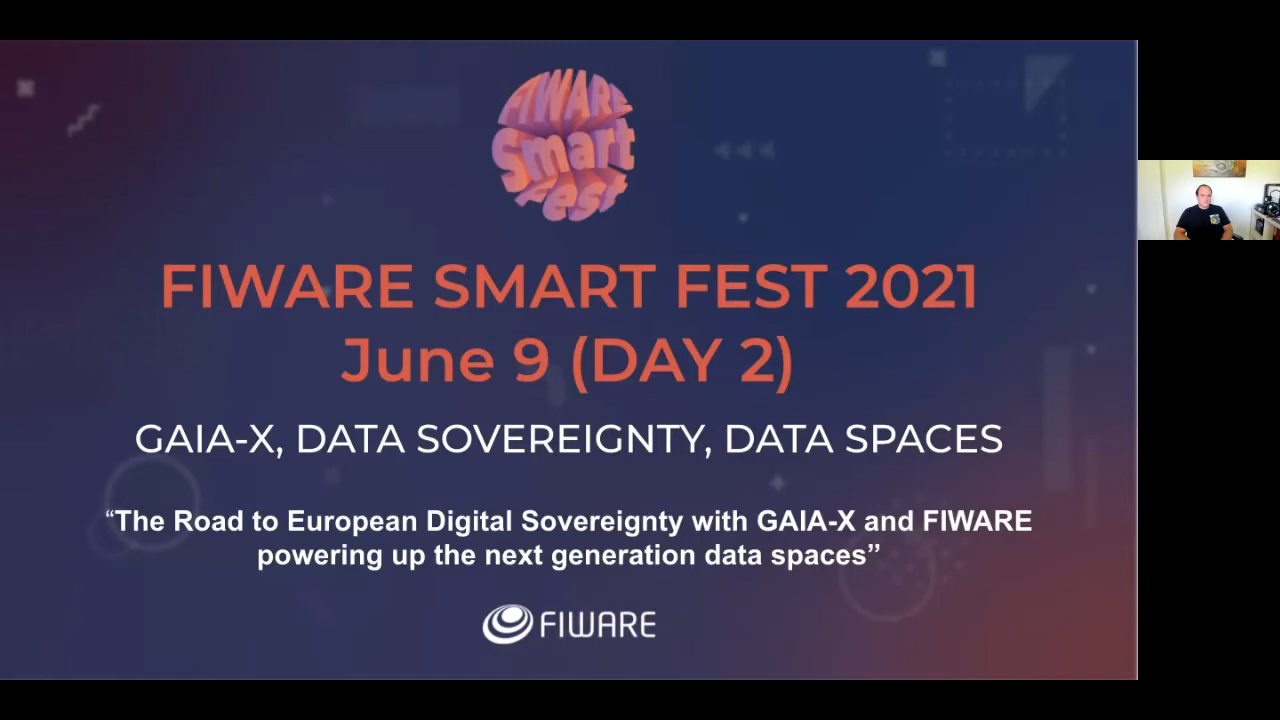 FIWARE
Smart
Fest
FIWARE SMART FEST 2021
June 9 (DAY 2)
GAIA-X, DATA SOVEREIGNTY, DATA SPACES
“The Road to European Digital Sovereignty with GAIA-X and FIWARE
powering up the next generation data spaces”
FIWARE